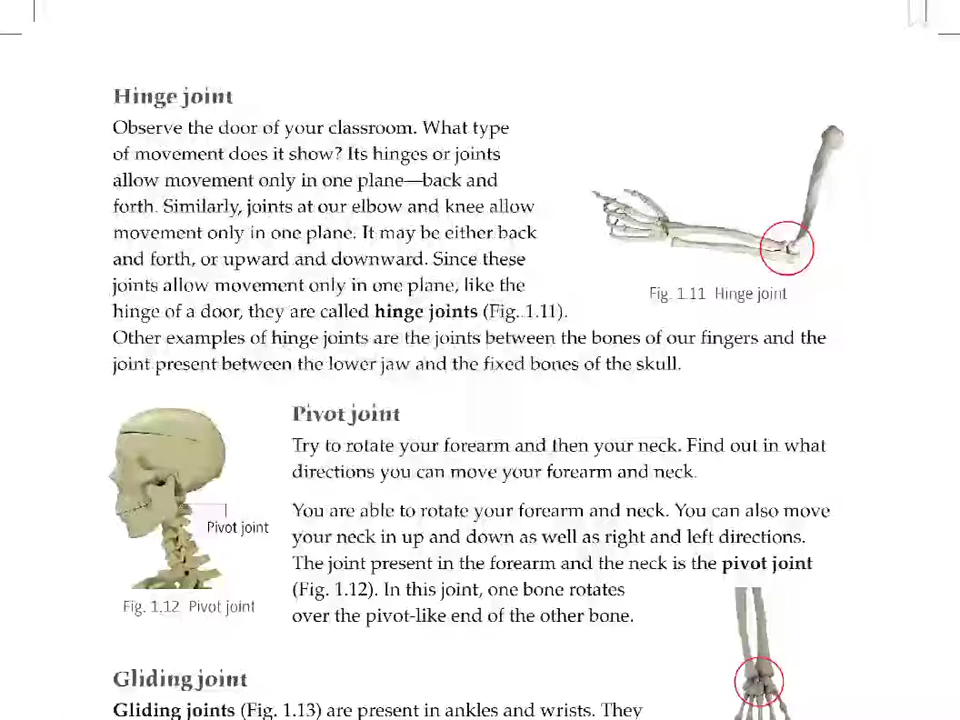 Hinge joint
Observe the door of your classroom. What type
of movement does it show? Its hinges or joints
allow movement only in one plane—back and
forth. Similarly, joints at our elbow and knee allow
movement only in one plane. It may be either back
and forth, or upward and downward. Since these
joints allow movement only in one plane, like the
hinge of a door, they are called hinge joints (Fig. 1.11).
Fig. 1.11 Hinge joint
Other examples of hinge joints are the joints between the bones of our fingers and the
joint present between the lower jaw and the fixed bones of the skull.
Pivot joint
Try to rotate your forearm and then your neck. Find out in what
directions you can move your forearm and neck.
You are able to rotate your forearm and neck. You can also move
your neck in up and down as well as right and left directions.
The joint present in the forearm and the neck is the pivot joint
(Fig. 1.12). In this joint, one bone rotates
over the pivot-like end of the other bone.
Pivot joint
Fig. 1.12 Pivot joint
Gliding joint
Gliding joints (Fig. 1.13) are present in ankles and wrists. They